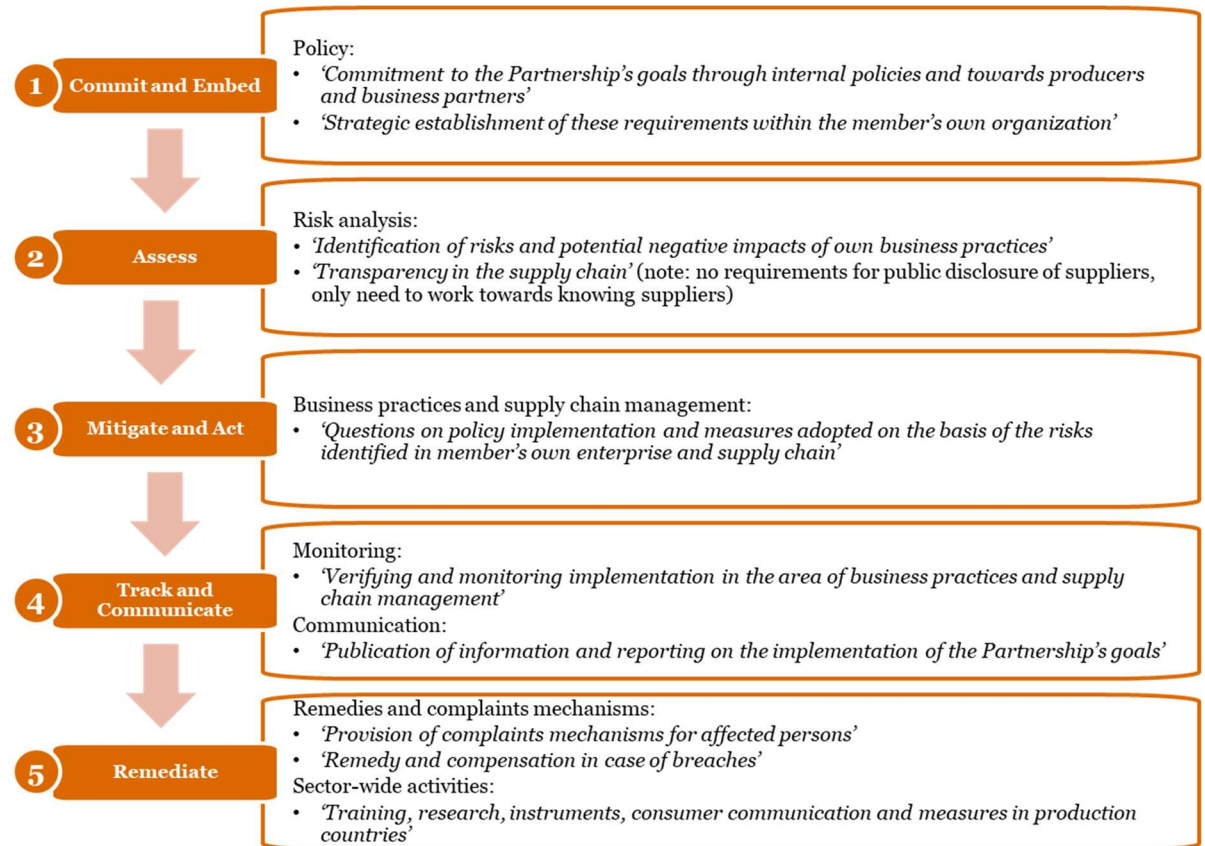 1
Commit and Embed
Policy:
• ‘Commitment to the Partnership’s goals through internal policies and towards producers
and business partners’
• ‘Strategic establishment of these requirements within the member’s own organization’
2
Assess
Risk analysis:
• ‘Identification of risks and potential negative impacts of own business practices’
• ‘Transparency in the supply chain’ (note: no requirements for public disclosure of suppliers,
only need to work towards knowing suppliers)
3
Mitigate and Act
Business practices and supply chain management:
• ‘Questions on policy implementation and measures adopted on the basis of the risks
identified in member’s own enterprise and supply chain’
4
Track and
Communicate
Monitoring:
• ‘Verifying and monitoring implementation in the area of business practices and supply
chain management’
Communication:
• ‘Publication of information and reporting on the implementation of the Partnership’s goals’
5
Remediate
Remedies and complaints mechanisms:
• ‘Provision of complaints mechanisms for affected persons’
• ‘Remedy and compensation in case of breaches’
Sector-wide activities:
• ‘Training, research, instruments, consumer communication and measures in production
countries’